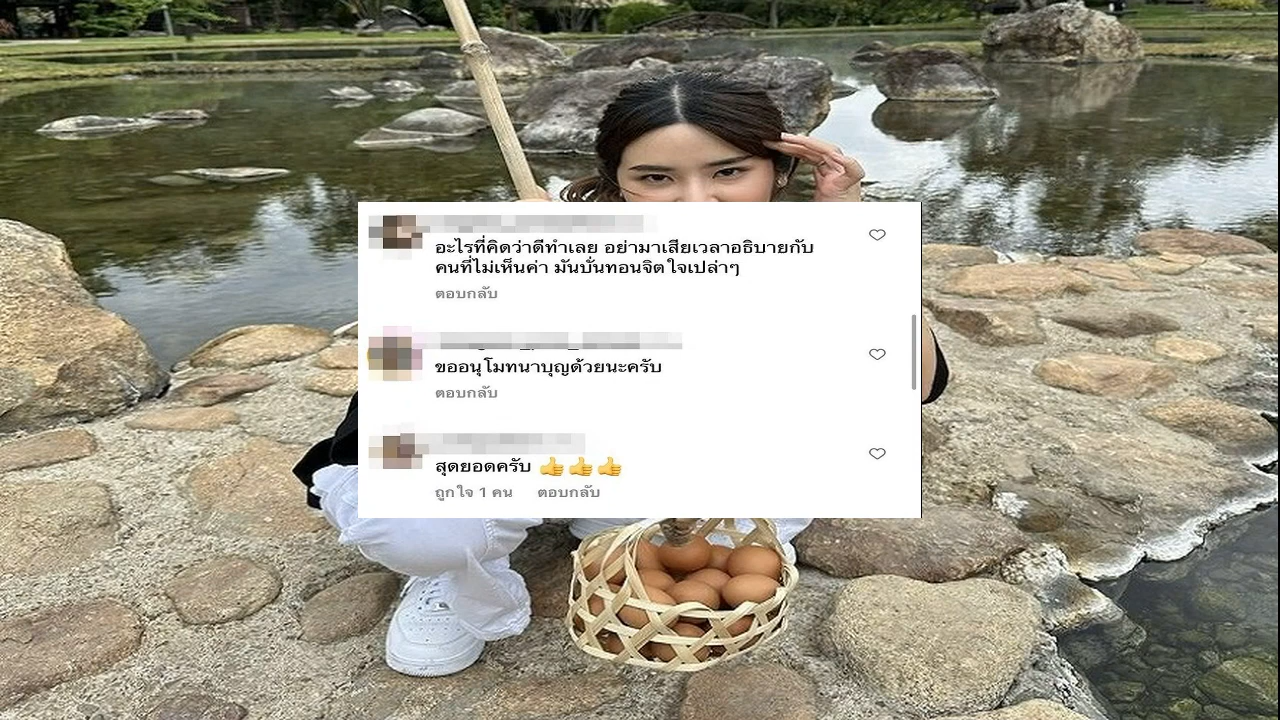 อะไรที่คิดว่าดีทำเลย อย่ามาเสียเวลาอธิบายกับ
คนที่ไม่เห็นค่า มันบั่นทอนจิตใจเปล่าๆ
ตอบกลับ
ขออนุโมทนาบุญด้วยนะครับ
ตอบกลับ
สุดยอดครับ 👍👍👍
ถูกใจ 1 คน ตอบกลับ